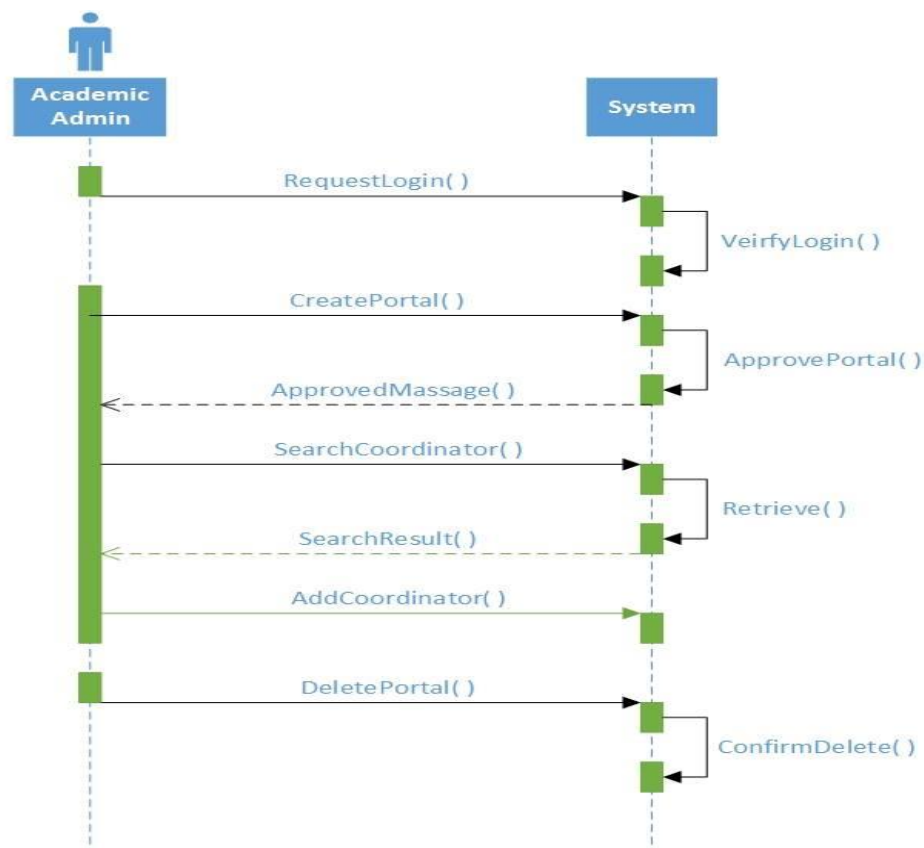 Academic
Admin
System
RequestLogin( )
VeirfyLogin( )
CreatePortal( )
ApprovePortal( )
ApprovedMassage( )
SearchCoordinator( )
Retrieve( )
SearchResult( )
AddCoordinator( )
DeletePortal( )
ConfirmDelete( )